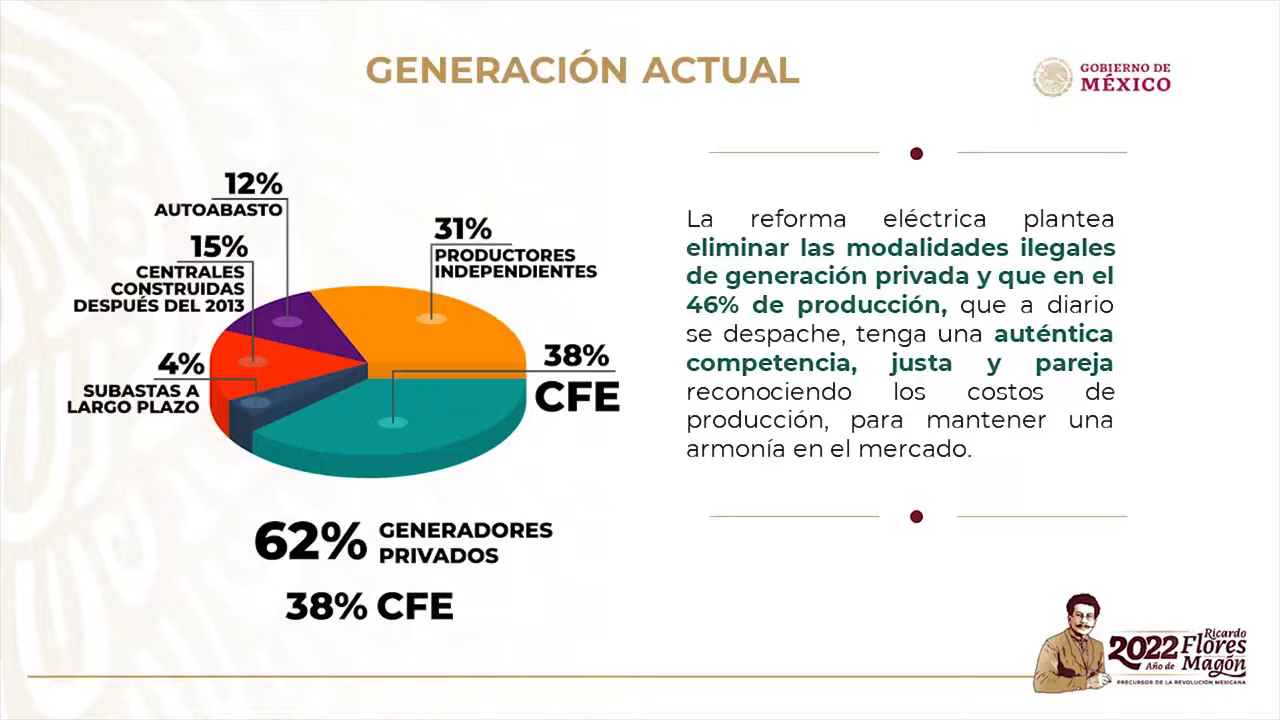 GENERACIÓN ACTUAL
GOBIERNO DE
MÉXICO
12%
AUTOABASTO
15%
CENTRALES
CONSTRUIDAS
DESPUÉS DEL 2013
4%
SUBASTAS A
LARGO PLAZO
31%
PRODUCTORES
INDEPENDIENTES
38%
CFE
62% GENERADORES
PRIVADOS
38% CFE
La reforma eléctrica plantea
eliminar las modalidades ilegales
de generación privada y que en el
46% de producción, que a diario
se despache, tenga una auténtica
competencia, justa y pareja
reconociendo los costos de
producción, para mantener una
armonía en el mercado.
2022 Ricardo
Flores
Año de Magón
PRECURSOR DE LA REVOLUCIÓN MEXICANA